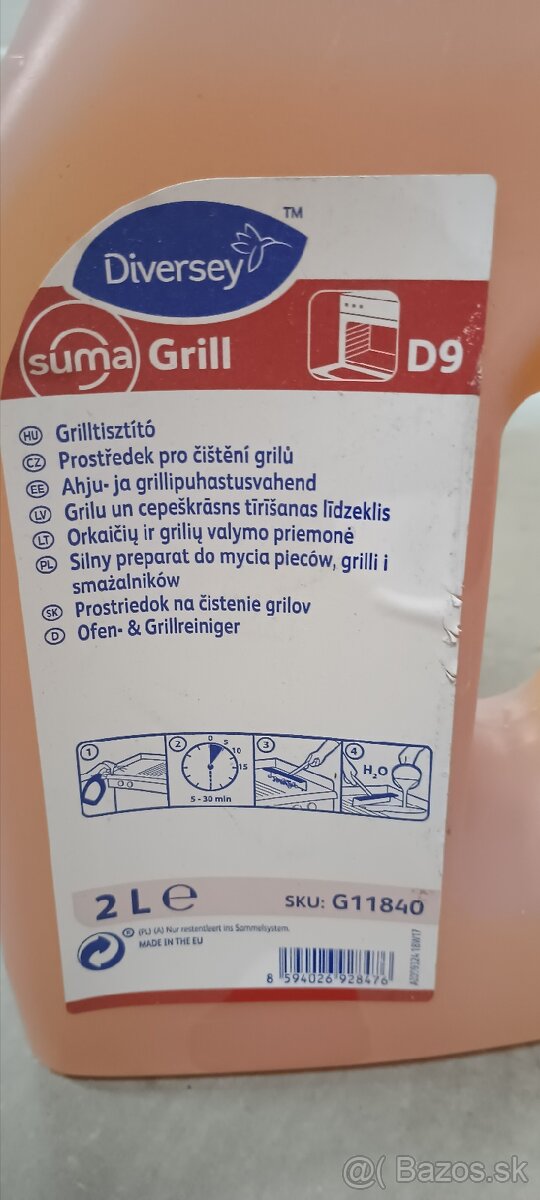 Diversey™
suma Grill D9
HU Grilltisztító
CZ Prostředek pro čištění grilů
EE Ahju- ja grillipuhastusvahend
LV Grilu un cepeškrāsns tīrīšanas līdzeklis
LT Orkaičių ir grilių valymo priemonė
PL Silny preparat do mycia pieców, grilli i
smażalników
SK Prostriedok na čistenie grilov
D Ofen- & Grillreiniger
1 2 3 4
0 5 10 15
5 - 30 min
H₂O
2 L ℮
SKU: G11840
(PL) (A) Nur restentleert ins Sammelsystem.
MADE IN THE EU
8 594026 928476
@( Bazos.sk